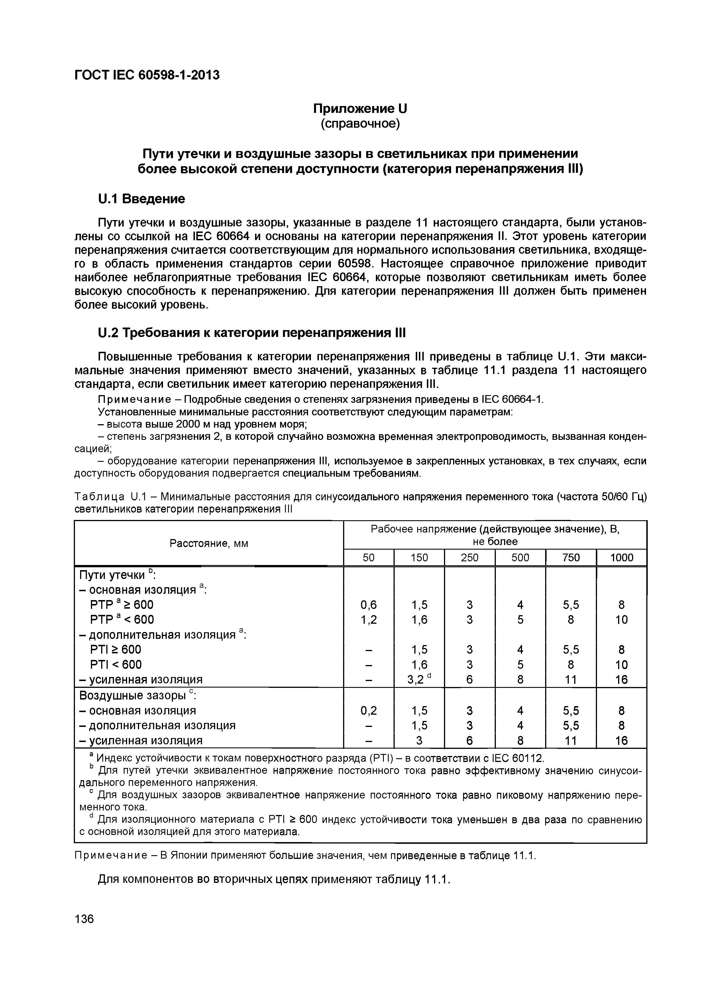 ГОСТ IEC 60598-1-2013
Приложение U
(справочное)
Пути утечки и воздушные зазоры в светильниках при применении
более высокой степени доступности (категория перенапряжения III)
U.1 Введение
Пути утечки и воздушные зазоры, указанные в разделе 11 настоящего стандарта, были установ-
лены со ссылкой на IEC 60664 и основаны на категории перенапряжения II. Этот уровень категории
перенапряжения считается соответствующим для нормального использования светильника, входяще-
го в область применения стандартов серии 60598. Настоящее справочное приложение приводит
наиболее неблагоприятные требования IEC 60664, которые позволяют светильникам иметь более
высокую способность к перенапряжению. Для категории перенапряжения III должен быть применен
более высокий уровень.
U.2 Требования к категории перенапряжения III
Повышенные требования к категории перенапряжения III приведены в таблице U.1. Эти макси-
мальные значения применяют вместо значений, указанных в таблице 11.1 раздела 11 настоящего
стандарта, если светильник имеет категорию перенапряжения III.
Примечание – Подробные сведения о степенях загрязнения приведены в IEC 60664-1.
Установленные минимальные расстояния соответствуют следующим параметрам:
– высота выше 2000 м над уровнем моря;
– степень загрязнения 2, в которой случайно возможна временная электропроводимость, вызванная конден-
сацией;
– оборудование категории перенапряжения III, используемое в закрепленных установках, в тех случаях, если
доступность оборудования подвергается специальным требованиям.
Таблица U.1 – Минимальные расстояния для синусоидального напряжения переменного тока (частота 50/60 Гц)
светильников категории перенапряжения III
Расстояние, мм
Рабочее напряжение (действующее значение), В,
не более
50 150 250 500 750 1000
Пути утечки b:
– основная изоляция a:
PTP a ≥ 600 0,6 1,5 3 4 5,5 8
PTP a < 600 1,2 1,6 3 5 8 10
– дополнительная изоляция a:
PTI ≥ 600 – 1,5 3 4 5,5 8
PTI < 600 – 1,6 3 5 8 10
– усиленная изоляция – 3,2 d 6 8 11 16
Воздушные зазоры c:
– основная изоляция 0,2 1,5 3 4 5,5 8
– дополнительная изоляция – 1,5 3 4 5,5 8
– усиленная изоляция – 3 6 8 11 16
a Индекс устойчивости к токам поверхностного разряда (PTI) – в соответствии с IEC 60112.
b Для путей утечки эквивалентное напряжение постоянного тока равно эффективному значению синусои-
дального переменного напряжения.
c Для воздушных зазоров эквивалентное напряжение постоянного тока равно пиковому напряжению пере-
менного тока.
d Для изоляционного материала с PTI ≥ 600 индекс устойчивости тока уменьшен в два раза по сравнению
с основной изоляцией для этого материала.
Примечание – В Японии применяют большие значения, чем приведенные в таблице 11.1.
Для компонентов во вторичных цепях применяют таблицу 11.1.
136